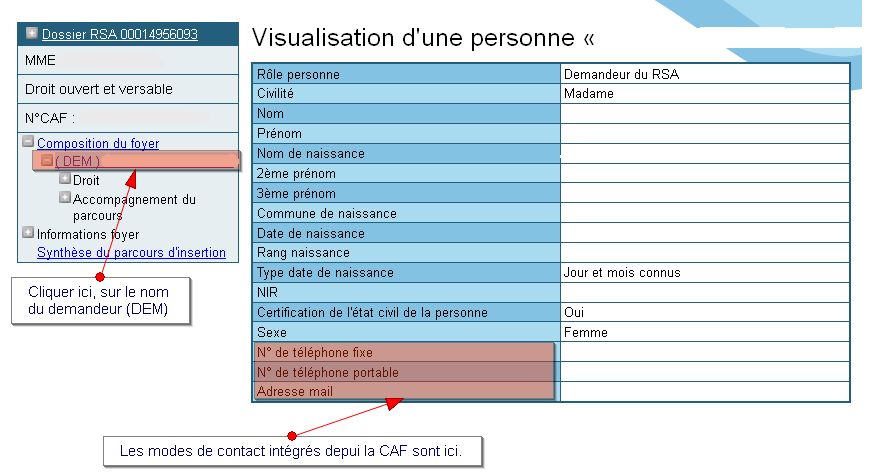 Dossier RSA 00014956093
MME
Droit ouvert et versable
N°CAF :
Composition du foyer
( DEM )
Droit
Accompagnement du
parcours
Informations foyer
Synthèse du parcours d'insertion
Cliquer ici, sur le nom
du demandeur (DEM)
Visualisation d'une personne «
Rôle personne Demandeur du RSA
Civilité Madame
Nom
Prénom
Nom de naissance
2ème prénom
3ème prénom
Commune de naissance
Date de naissance
Rang naissance
Type date de naissance Jour et mois connus
NIR
Certification de l'état civil de la personne Oui
Sexe Femme
N° de téléphone fixe
N° de téléphone portable
Adresse mail
Les modes de contact intégrés depui la CAF sont ici.